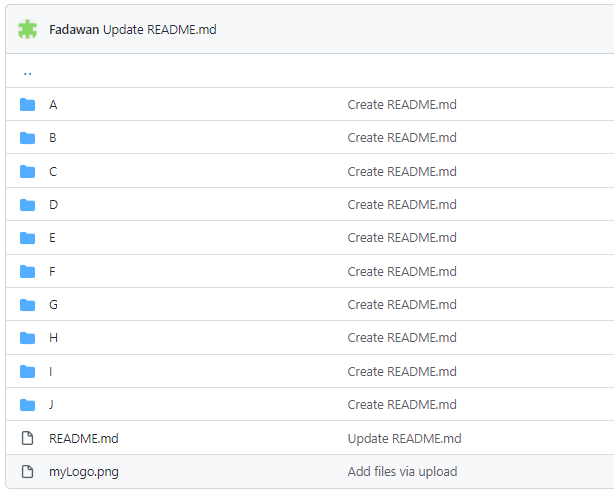 Fadawan Update README.md
..
A Create README.md
B Create README.md
C Create README.md
D Create README.md
E Create README.md
F Create README.md
G Create README.md
H Create README.md
I Create README.md
J Create README.md
README.md Update README.md
myLogo.png Add files via upload